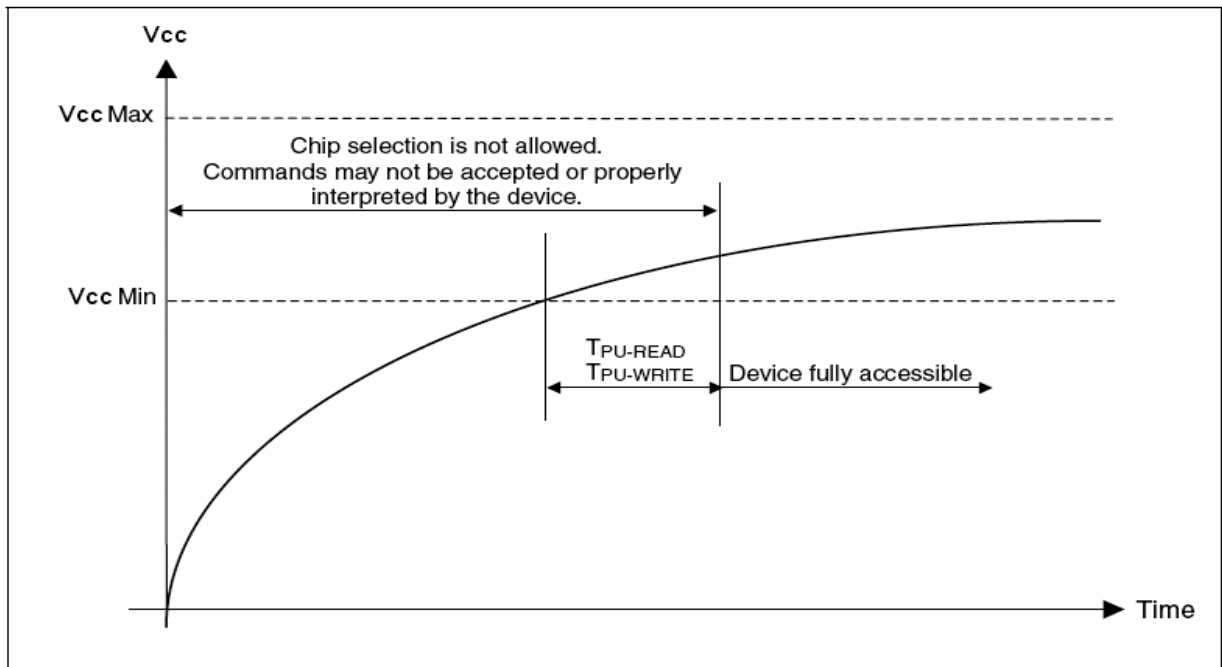 Vcc
Vcc Max
Chip selection is not allowed.
Commands may not be accepted or properly
interpreted by the device.
Vcc Min
TPU-READ
TPU-WRITE
Device fully accessible
Time